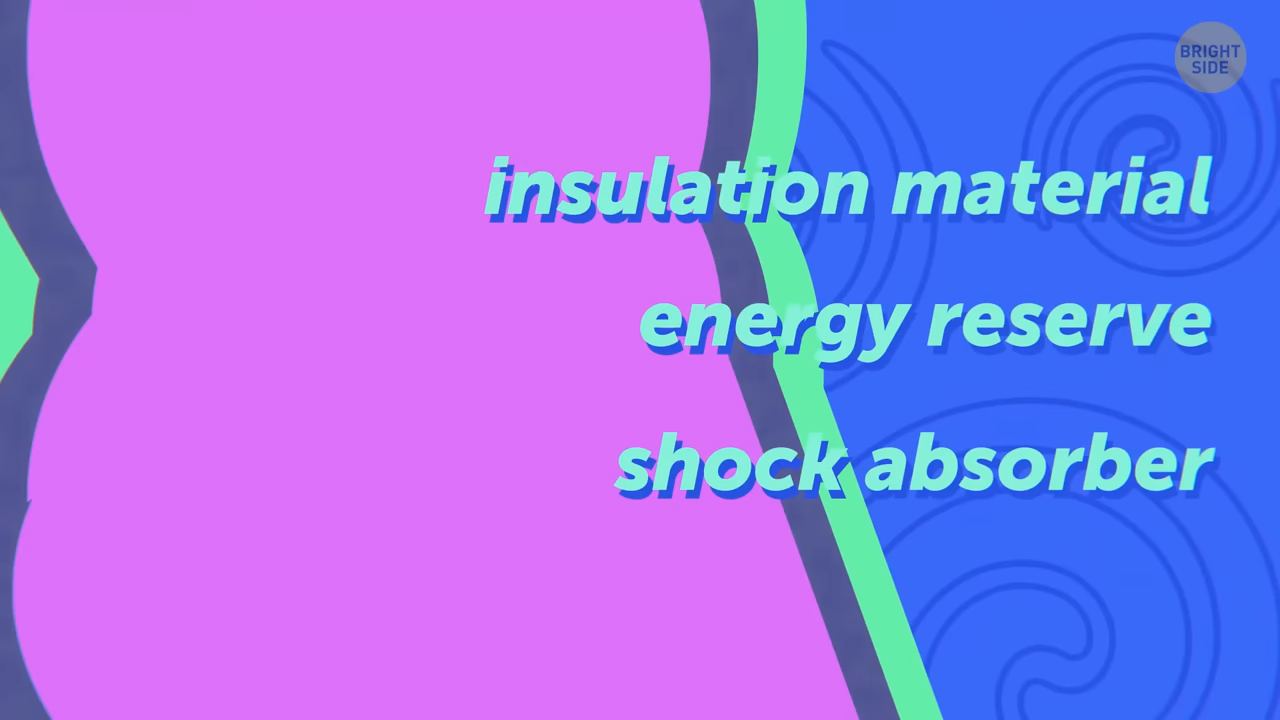 BRIGHT
SIDE
insulation material
energy reserve
shock absorber